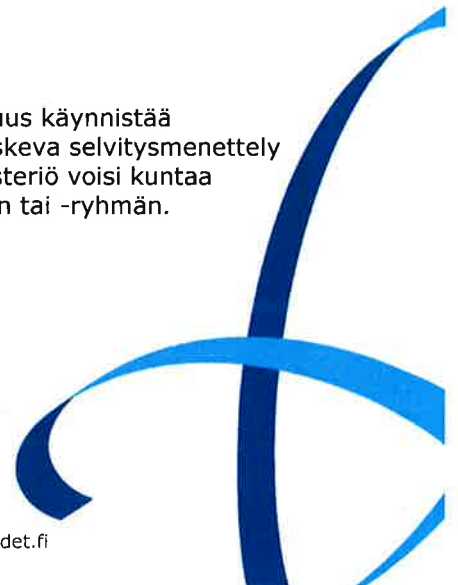 uus käynnistää
skeva selvitysmenettely
steriö voisi kuntaa
n tai -ryhmän.
det.fi